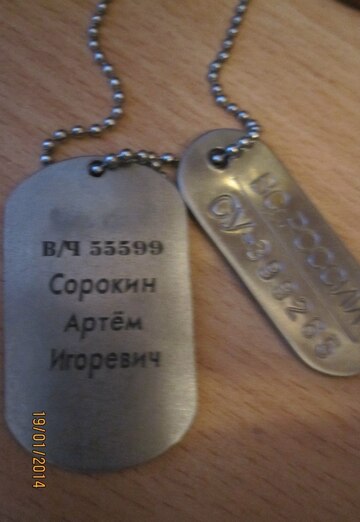 В/Ч 55599
Сорокин
Артём
Игоревич
ВС РОССИИ
19/01/2014